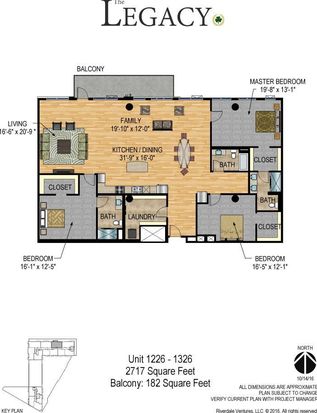 The
LEGACY
BALCONY
MASTER BEDROOM
19'-8" x 13'-1"
LIVING
16'-6" x 20'-9"
FAMILY
19'-10" x 12'-0"
KITCHEN / DINING
31'-9" x 16'-0"
BATH
CLOSET
CLOSET
BATH
BATH
LAUNDRY
CLOSET
BEDROOM
16'-1" x 12'-5"
BEDROOM
16'-5" x 12'-1"
Unit 1226 - 1326
2717 Square Feet
Balcony: 182 Square Feet
NORTH
10/14/16
ALL DIMENSIONS ARE APPROXIMATE
PLAN SUBJECT TO CHANGE
VERIFY CURRENT PLAN WITH PROJECT MANAGER
KEY PLAN
Riverdale Ventures, LLC. © 2016. All rights reserved.